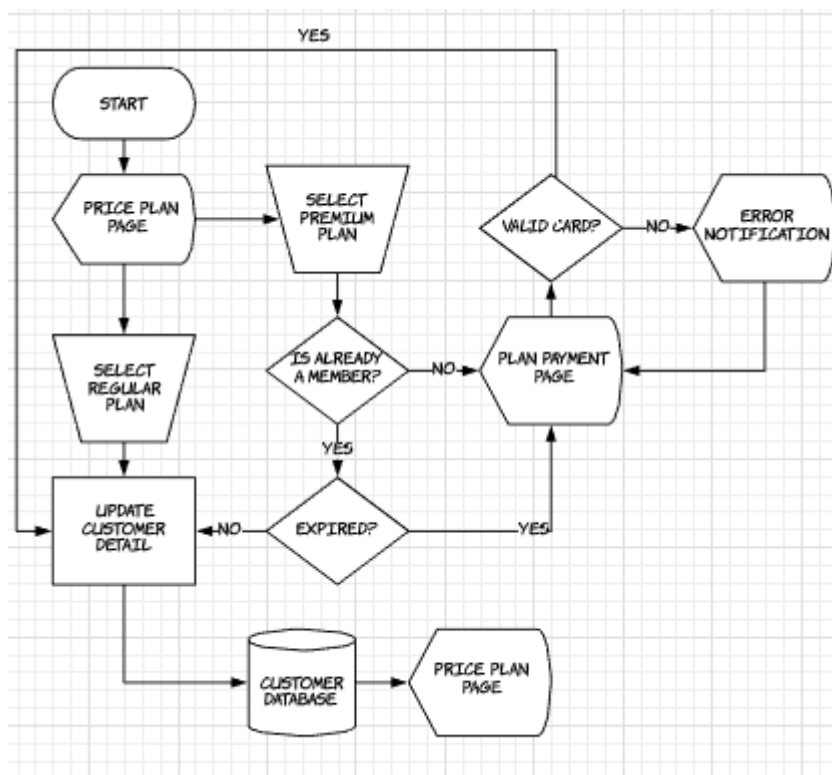 YES
START
PRICE PLAN
PAGE
SELECT
PREMIUM
PLAN
VALID CARD?
NO
ERROR
NOTIFICATION
SELECT
REGULAR
PLAN
IS ALREADY
A MEMBER?
NO
PLAN PAYMENT
PAGE
YES
UPDATE
CUSTOMER
DETAIL
NO
EXPIRED?
YES
CUSTOMER
DATABASE
PRICE PLAN
PAGE